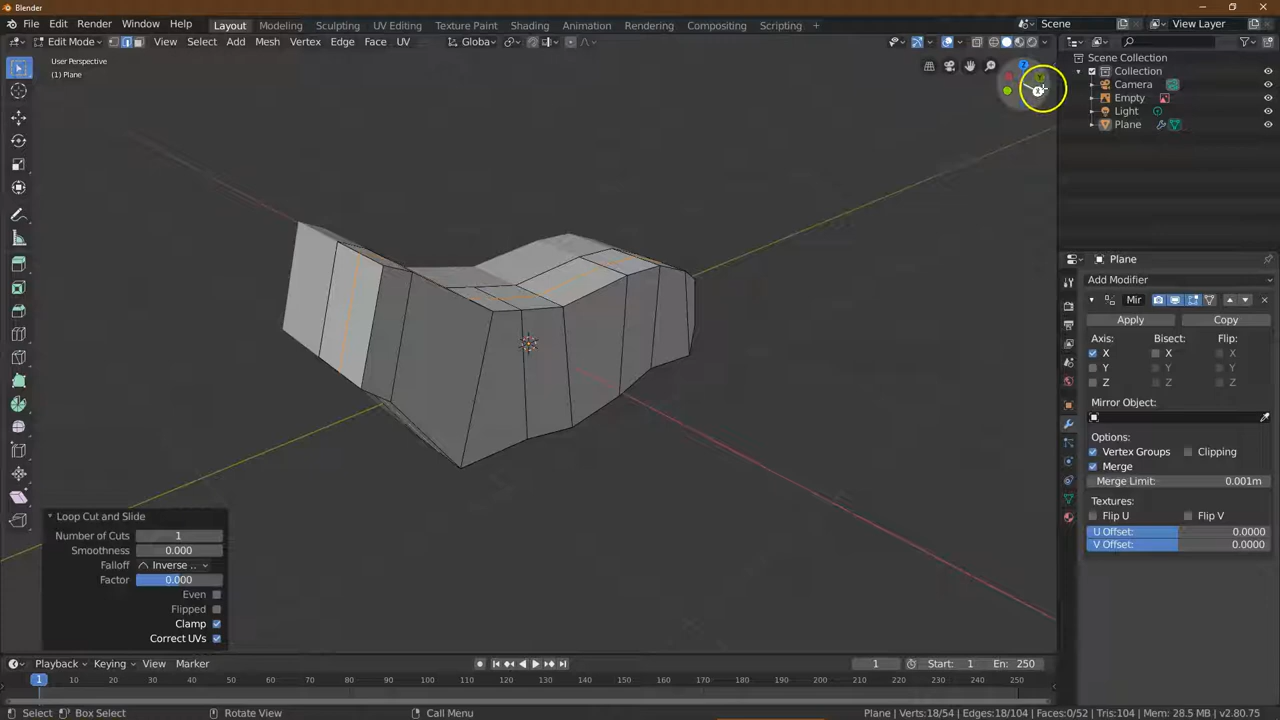 Blender
File Edit Render Window Help Layout Modeling Sculpting UV Editing Texture Paint Shading Animation Rendering Compositing Scripting + Scene View Layer
Edit Mode View Select Add Mesh Vertex Edge Face UV Globa
User Perspective
(1) Plane
Z
Y
X
Scene Collection
Collection
Camera
Empty
Light
Plane
Plane
Add Modifier
Mir
Apply Copy
Axis: Bisect: Flip:
X X X
Y Y Y
Z Z Z
Mirror Object:
Options:
Vertex Groups Clipping
Merge
Merge Limit: 0.001m
Textures:
Flip U Flip V
U Offset: 0.0000
V Offset: 0.0000
Loop Cut and Slide
Number of Cuts 1
Smoothness 0.000
Falloff Inverse ..
Factor 0.000
Even
Flipped
Clamp
Correct UVs
Playback Keying View Marker 1 Start: 1 En: 250
1 10 20 30 40 50 60 70 80 90 100 110 120 130 140 150 160 170 180 190 200 210 220 230 240 250
Select Box Select Rotate View Call Menu Plane | Verts:18/54 | Edges:18/104 | Faces:0/52 | Tris:104 | Mem: 28.5 MB | v2.80.75